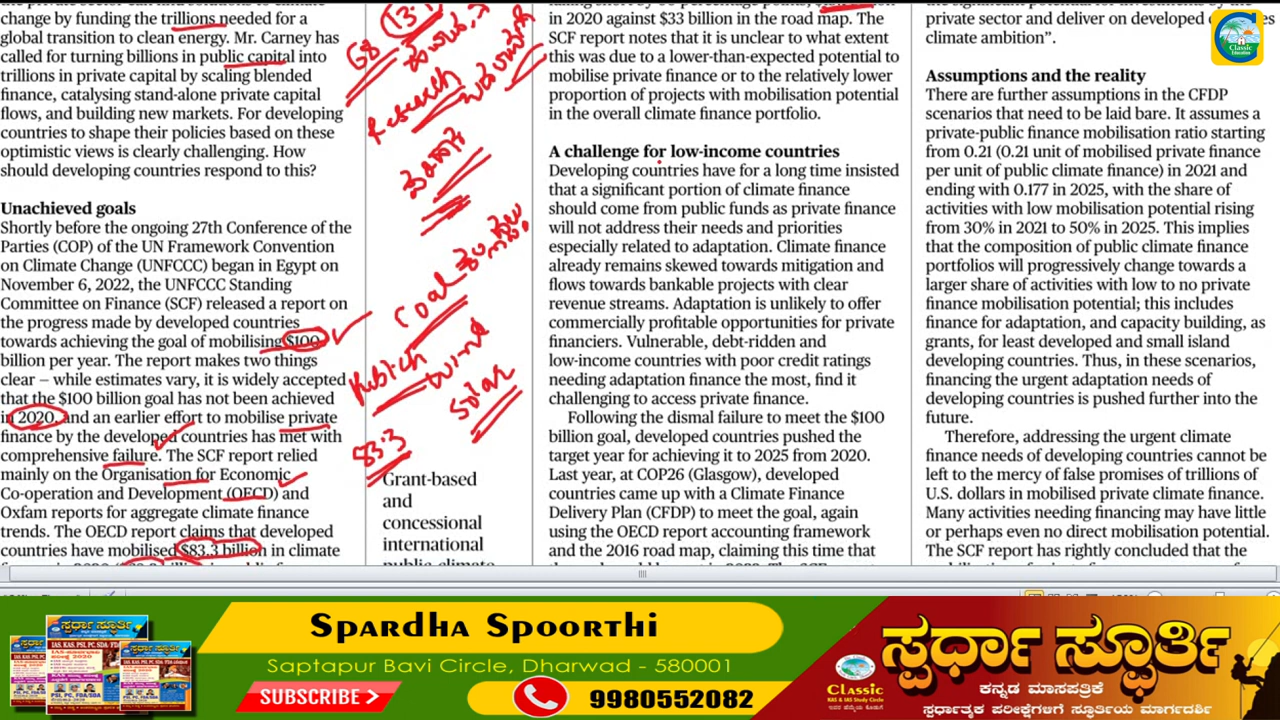 change by funding the trillions needed for a
global transition to clean energy. Mr. Carney has
called for turning billions in public capital into
trillions in private capital by scaling blended
finance, catalysing stand-alone private capital
flows, and building new markets. For developing
countries to shape their policies based on these
optimistic views is clearly challenging. How
should developing countries respond to this?
Unachieved goals
Shortly before the ongoing 27th Conference of the
Parties (COP) of the UN Framework Convention
on Climate Change (UNFCCC) began in Egypt on
November 6, 2022, the UNFCCC Standing
Committee on Finance (SCF) released a report on
the progress made by developed countries
towards achieving the goal of mobilising $100
billion per year. The report makes two things
clear — while estimates vary, it is widely accepted
that the $100 billion goal has not been achieved
in 2020, and an earlier effort to mobilise private
finance by the developed countries has met with
comprehensive failure. The SCF report relied
mainly on the Organisation for Economic
Co-operation and Development (OECD) and
Oxfam reports for aggregate climate finance
trends. The OECD report claims that developed
countries have mobilised $83.3 billion in climate
68
13.1
Research
Coal
Public
wind
Solar
83.3
Grant-based
and
concessional
international
public climate
in 2020 against $33 billion in the road map. The
SCF report notes that it is unclear to what extent
this was due to a lower-than-expected potential to
mobilise private finance or to the relatively lower
proportion of projects with mobilisation potential
in the overall climate finance portfolio.
A challenge for low-income countries
Developing countries have for a long time insisted
that a significant portion of climate finance
should come from public funds as private finance
will not address their needs and priorities
especially related to adaptation. Climate finance
already remains skewed towards mitigation and
flows towards bankable projects with clear
revenue streams. Adaptation is unlikely to offer
commercially profitable opportunities for private
financiers. Vulnerable, debt-ridden and
low-income countries with poor credit ratings
needing adaptation finance the most, find it
challenging to access private finance.
Following the dismal failure to meet the $100
billion goal, developed countries pushed the
target year for achieving it to 2025 from 2020.
Last year, at COP26 (Glasgow), developed
countries came up with a Climate Finance
Delivery Plan (CFDP) to meet the goal, again
using the OECD report accounting framework
and the 2016 road map, claiming this time that
private sector and deliver on developed
climate ambition”.
Assumptions and the reality
There are further assumptions in the CFDP
scenarios that need to be laid bare. It assumes a
private-public finance mobilisation ratio starting
from 0.21 (0.21 unit of mobilised private finance
per unit of public climate finance) in 2021 and
ending with 0.177 in 2025, with the share of
activities with low mobilisation potential rising
from 30% in 2021 to 50% in 2025. This implies
that the composition of public climate finance
portfolios will progressively change towards a
larger share of activities with low to no private
finance mobilisation potential; this includes
finance for adaptation, and capacity building, as
grants, for least developed and small island
developing countries. Thus, in these scenarios,
financing the urgent adaptation needs of
developing countries is pushed further into the
future.
Therefore, addressing the urgent climate
finance needs of developing countries cannot be
left to the mercy of false promises of trillions of
U.S. dollars in mobilised private climate finance.
Many activities needing financing may have little
or perhaps even no direct mobilisation potential.
The SCF report has rightly concluded that the
Classic
Education
ಸ್ಪರ್ಧಾ ಸ್ಫೂರ್ತಿ
Spardha Spoorthi
Saptapur Bavi Circle, Dharwad - 580001
SUBSCRIBE
9980552082
Classic
IAS & KAS Study Circle
ಸ್ಪರ್ಧಾ ಸ್ಫೂರ್ತಿ
ಕನ್ನಡ ಮಾಸಪತ್ರಿಕೆ
ಸ್ಪರ್ಧಾತ್ಮಕ ಪರೀಕ್ಷೆಗಳಿಗೆ ಸ್ಫೂರ್ತಿಯ ಮಾರ್ಗದರ್ಶಿ